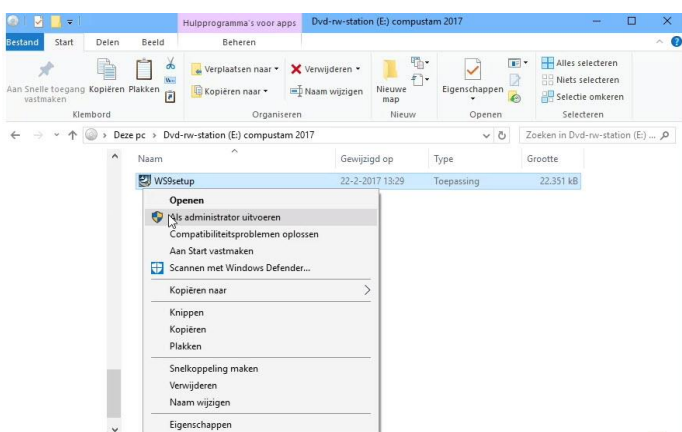 Hulpprogramma's voor apps
Dvd-rw-station (E:) compustam 2017
Bestand Start Delen Beeld Beheren
Aan Snelle toegang vastmaken
Kopiëren
Plakken
Klembord
Verplaatsen naar
Kopiëren naar
Verwijderen
Naam wijzigen
Organiseren
Nieuwe map
Nieuw
Eigenschappen
Openen
Alles selecteren
Niets selecteren
Selectie omkeren
Selecteren
Deze pc > Dvd-rw-station (E:) compustam 2017
Zoeken in Dvd-rw-station (E:) ...
Naam Gewijzigd op Type Grootte
WS9setup 22-2-2017 13:29 Toepassing 22.351 kB
Openen
Als administrator uitvoeren
Compatibiliteitsproblemen oplossen
Aan Start vastmaken
Scannen met Windows Defender...
Kopiëren naar
Knippen
Kopiëren
Plakken
Snelkoppeling maken
Verwijderen
Naam wijzigen
Eigenschappen